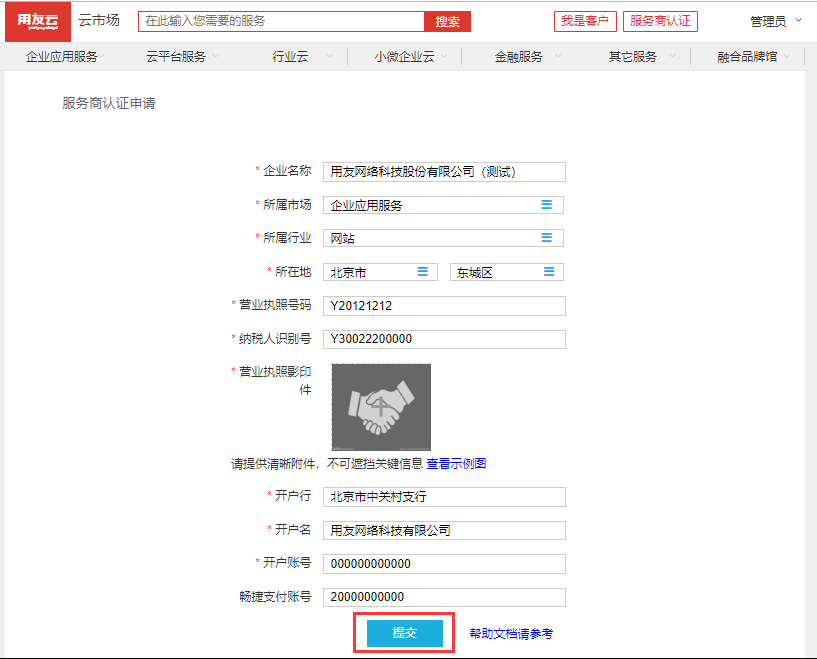 用友云 云市场 在此输入您需要的服务 搜索 我是客户 服务商认证 管理员
企业应用服务 云平台服务 行业云 小微企业云 金融服务 其它服务 融合品牌馆
服务商认证申请
* 企业名称 用友网络科技股份有限公司（测试）
* 所属市场 企业应用服务
* 所属行业 网站
* 所在地 北京市 东城区
* 营业执照号码 Y20121212
* 纳税人识别号 Y30022200000
* 营业执照影印
件
请提供清晰附件，不可遮挡关键信息 查看示例图
* 开户行 北京市中关村支行
* 开户名 用友网络科技有限公司
* 开户账号 000000000000
畅捷支付账号 20000000000
提交 帮助文档请参考